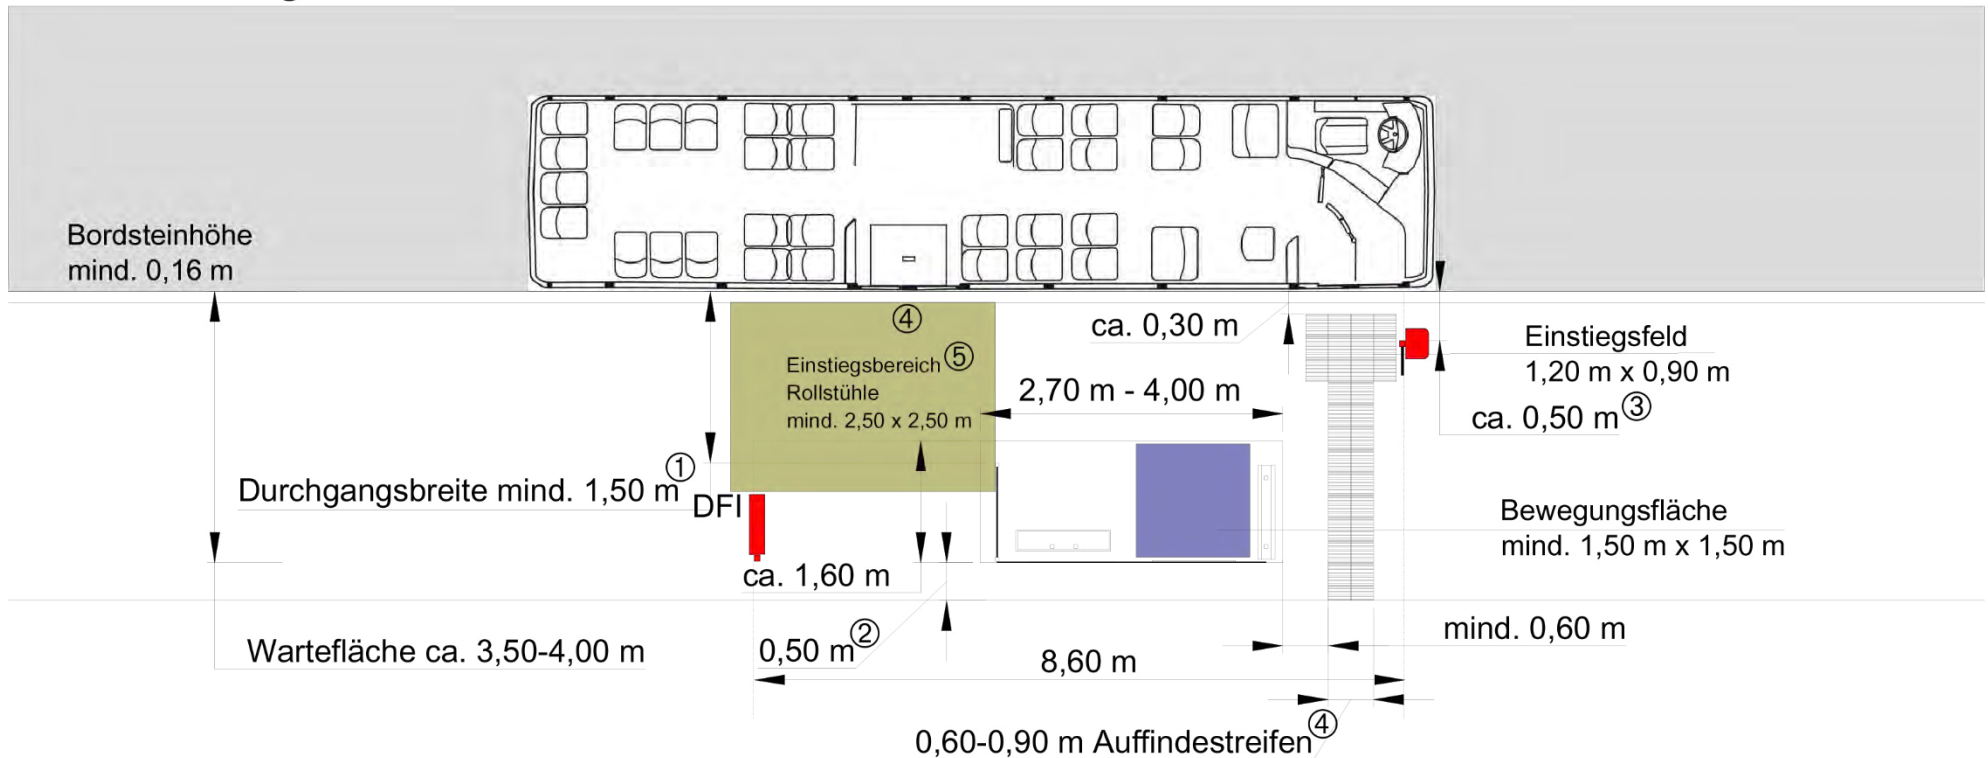 Bordsteinhöhe
mind. 0,16 m
④
ca. 0,30 m
Einstiegsbereich ⑤
Rollstühle
mind. 2,50 x 2,50 m
Einstiegsfeld
1,20 m x 0,90 m
2,70 m - 4,00 m
ca. 0,50 m ③
Durchgangsbreite mind. 1,50 m ①
DFI
Bewegungsfläche
mind. 1,50 m x 1,50 m
ca. 1,60 m
mind. 0,60 m
Wartefläche ca. 3,50-4,00 m
0,50 m ②
8,60 m
0,60-0,90 m Auffindestreifen ④